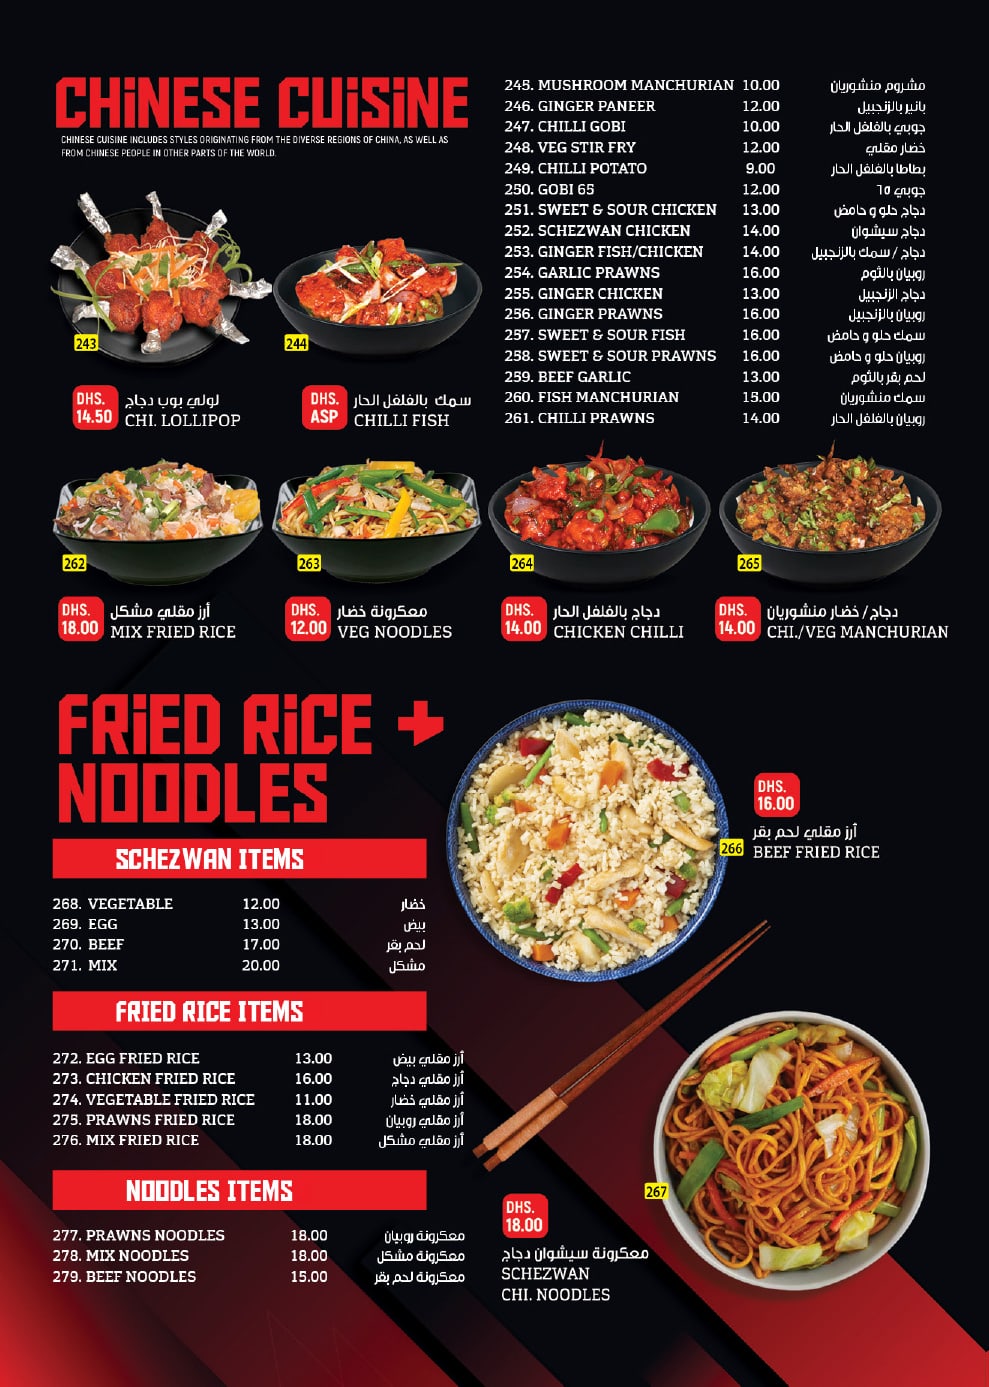 CHiNESE CUiSiNE
CHINESE CUISINE INCLUDES STYLES ORIGINATING FROM THE DIVERSE REGIONS OF CHINA, AS WELL AS
FROM CHINESE PEOPLE IN OTHER PARTS OF THE WORLD.
243
DHS. 14.50
لولي بوب دجاج
CHI. LOLLIPOP
244
DHS. ASP
سمك بالفلفل الحار
CHILLI FISH
245. MUSHROOM MANCHURIAN 10.00 مشروم منشوريان
246. GINGER PANEER 12.00 بانير بالزنجبيل
247. CHILLI GOBI 10.00 جوبي بالفلفل الحار
248. VEG STIR FRY 12.00 خضار مقلي
249. CHILLI POTATO 9.00 بطاطا بالفلفل الحار
250. GOBI 65 12.00 جوبي ٦٥
251. SWEET & SOUR CHICKEN 13.00 دجاج حلو و حامض
252. SCHEZWAN CHICKEN 14.00 دجاج سيشوان
253. GINGER FISH/CHICKEN 14.00 دجاج / سمك بالزنجبيل
254. GARLIC PRAWNS 16.00 روبيان بالثوم
255. GINGER CHICKEN 13.00 دجاج الزنجبيل
256. GINGER PRAWNS 16.00 روبيان بالزنجبيل
257. SWEET & SOUR FISH 16.00 سمك حلو و حامض
258. SWEET & SOUR PRAWNS 16.00 روبيان حلو و حامض
259. BEEF GARLIC 13.00 لحم بقر بالثوم
260. FISH MANCHURIAN 15.00 سمك منشوريان
261. CHILLI PRAWNS 14.00 روبيان بالفلفل الحار
262
DHS. 18.00
أرز مقلي مشكل
MIX FRIED RICE
263
DHS. 12.00
معكرونة خضار
VEG NOODLES
264
DHS. 14.00
دجاج بالفلفل الحار
CHICKEN CHILLI
265
DHS. 14.00
دجاج/ خضار منشوريان
CHI./VEG MANCHURIAN
FRiED RiCE +
NOODLES
266
DHS. 16.00
أرز مقلي لحم بقر
BEEF FRIED RICE
SCHEZWAN ITEMS
268. VEGETABLE 12.00 خضار
269. EGG 13.00 بيض
270. BEEF 17.00 لحم بقر
271. MIX 20.00 مشكل
FRIED RICE ITEMS
272. EGG FRIED RICE 13.00 أرز مقلي بيض
273. CHICKEN FRIED RICE 16.00 أرز مقلي دجاج
274. VEGETABLE FRIED RICE 11.00 أرز مقلي خضار
275. PRAWNS FRIED RICE 18.00 أرز مقلي روبيان
276. MIX FRIED RICE 18.00 أرز مقلي مشكل
NOODLES ITEMS
277. PRAWNS NOODLES 18.00 معكرونة روبيان
278. MIX NOODLES 18.00 معكرونة مشكل
279. BEEF NOODLES 15.00 معكرونة لحم بقر
267
DHS. 18.00
معكرونة سيشوان دجاج
SCHEZWAN
CHI. NOODLES